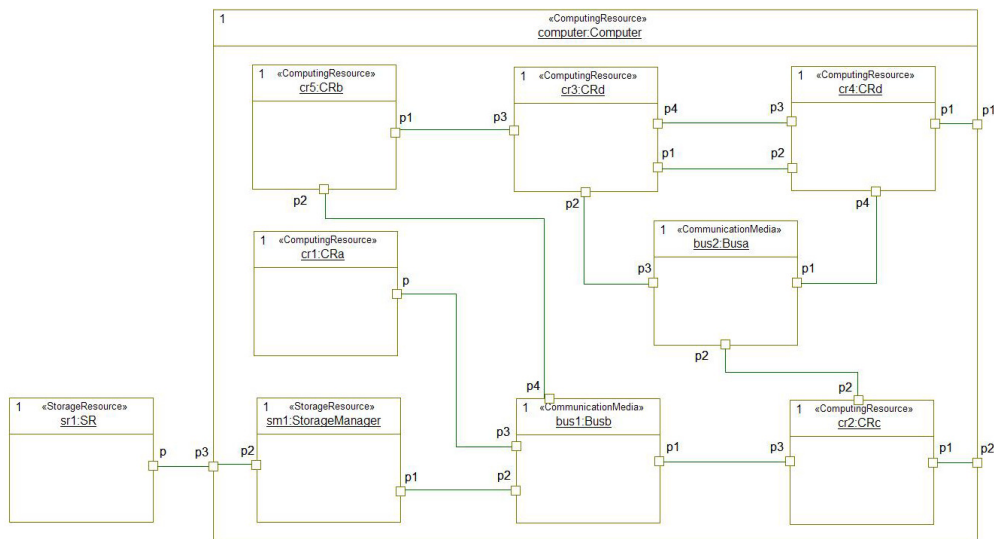 1 «ComputingResource»
computer:Computer
1 «ComputingResource»
cr5:CRb
1 «ComputingResource»
cr3:CRd
1 «ComputingResource»
cr4:CRd
p1
p3
p4
p3
p1
p1
p1
p2
p2
p2
p4
1 «ComputingResource»
cr1:CRa
1 «CommunicationMedia»
bus2:Busa
p
p3
p1
p2
p4
p2
1 «StorageResource»
sr1:SR
1 «StorageResource»
sm1:StorageManager
1 «CommunicationMedia»
bus1:Busb
1 «ComputingResource»
cr2:CRc
p
p3
p2
p3
p1
p3
p1
p2
p1
p2